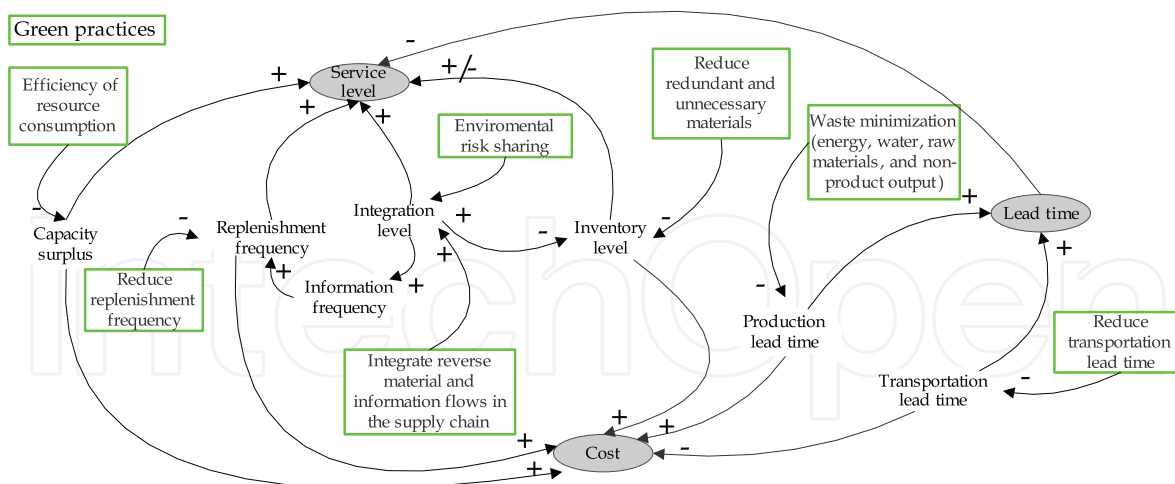 Green practices
Efficiency of
resource
consumption
-
+
Service
level
+
+
+/-
-
Enviromental
risk sharing
Reduce
redundant and
unnecessary
materials
Waste minimization
(energy, water, raw
materials, and non-
product output)
-
Capacity
surplus
-
Reduce
replenishment
frequency
Replenishment
frequency
+
Integration
level
+
-
+
Information
frequency
+
Inventory
level
-
Integrate reverse
material and
information flows in
the supply chain
-
Production
lead time
+
Lead time
+
Reduce
transportation
lead time
-
Transportation
lead time
+
+
+
+
-
Cost
intechOpen